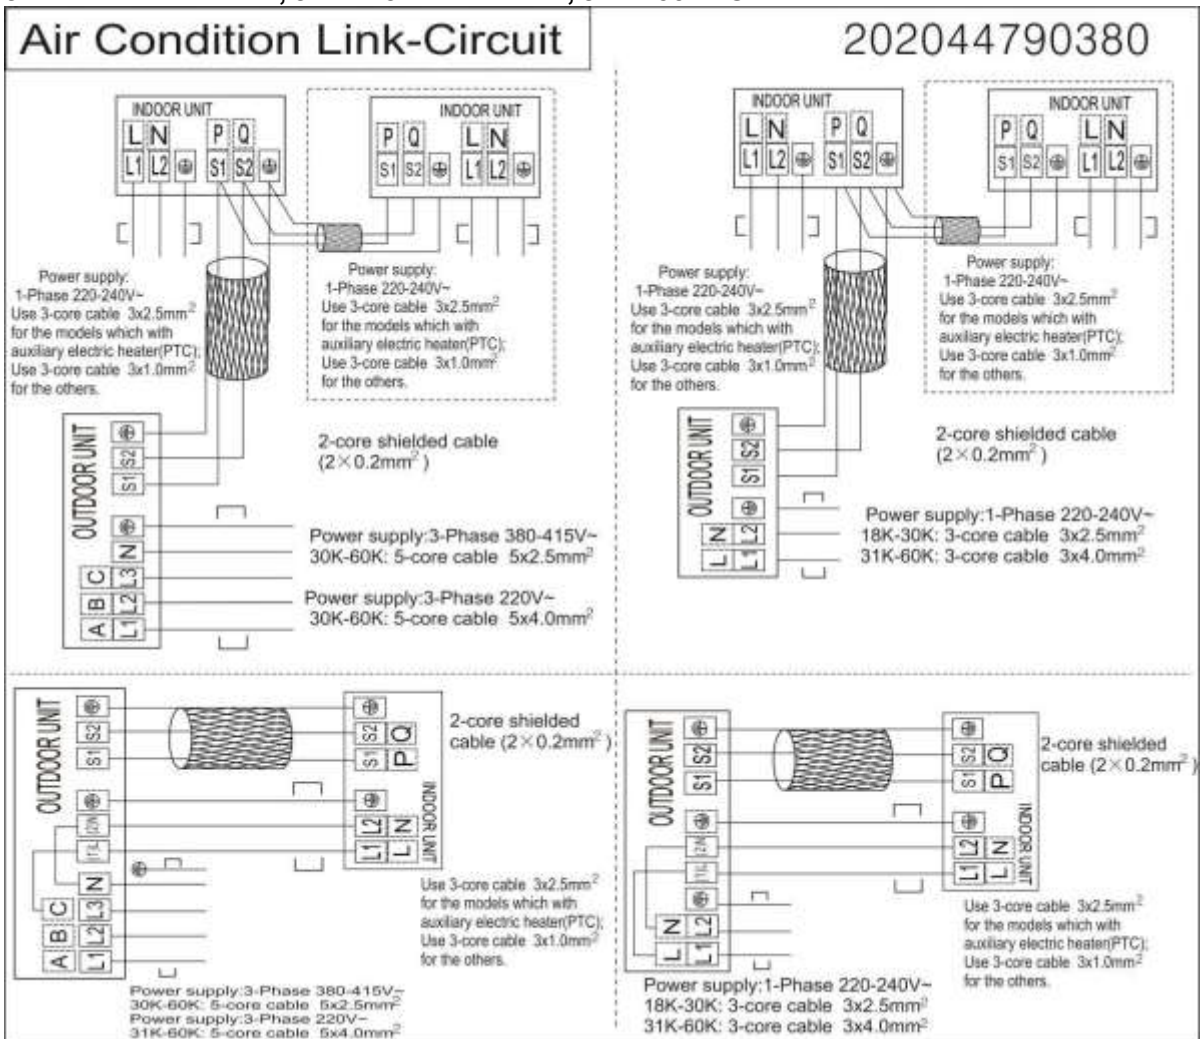 Air Condition Link-Circuit
202044790380
INDOOR UNIT
L N P Q
L1 L2 S1 S2
INDOOR UNIT
P Q L N
S1 S2 L1 L2
Power supply:
1-Phase 220-240V~
Use 3-core cable 3x2.5mm²
for the models which with
auxiliary electric heater(PTC);
Use 3-core cable 3x1.0mm²
for the others.
Power supply:
1-Phase 220-240V~
Use 3-core cable 3x2.5mm²
for the models which with
auxiliary electric heater(PTC);
Use 3-core cable 3x1.0mm²
for the others.
OUTDOOR UNIT
S2
S1
N
C L3
B L2
A L1
2-core shielded cable
(2×0.2mm²)
Power supply:3-Phase 380-415V~
30K-60K: 5-core cable 5x2.5mm²
Power supply:3-Phase 220V~
30K-60K: 5-core cable 5x4.0mm²
INDOOR UNIT
L N P Q
L1 L2 S1 S2
INDOOR UNIT
P Q L N
S1 S2 L1 L2
Power supply:
1-Phase 220-240V~
Use 3-core cable 3x2.5mm²
for the models which with
auxiliary electric heater(PTC);
Use 3-core cable 3x1.0mm²
for the others.
Power supply:
1-Phase 220-240V~
Use 3-core cable 3x2.5mm²
for the models which with
auxiliary electric heater(PTC);
Use 3-core cable 3x1.0mm²
for the others.
OUTDOOR UNIT
S2
S1
N L2
L L1
2-core shielded cable
(2×0.2mm²)
Power supply:1-Phase 220-240V~
18K-30K: 3-core cable 3x2.5mm²
31K-60K: 3-core cable 3x4.0mm²
OUTDOOR UNIT
S2
S1
N
C L3
B L2
A L1
S2 Q
S1 P
L2 N
L1 L
INDOOR UNIT
2-core shielded
cable (2×0.2mm²)
Use 3-core cable 3x2.5mm²
for the models which with
auxiliary electric heater(PTC);
Use 3-core cable 3x1.0mm²
for the others.
Power supply:3-Phase 380-415V~
30K-60K: 5-core cable 5x2.5mm²
Power supply:3-Phase 220V~
31K-60K: 5-core cable 5x4.0mm²
OUTDOOR UNIT
S2
S1
N L2
L L1
S2 Q
S1 P
L2 N
L1 L
INDOOR UNIT
2-core shielded
cable (2×0.2mm²)
Use 3-core cable 3x2.5mm²
for the models which with
auxiliary electric heater(PTC);
Use 3-core cable 3x1.0mm²
for the others.
Power supply:1-Phase 220-240V~
18K-30K: 3-core cable 3x2.5mm²
31K-60K: 3-core cable 3x4.0mm²